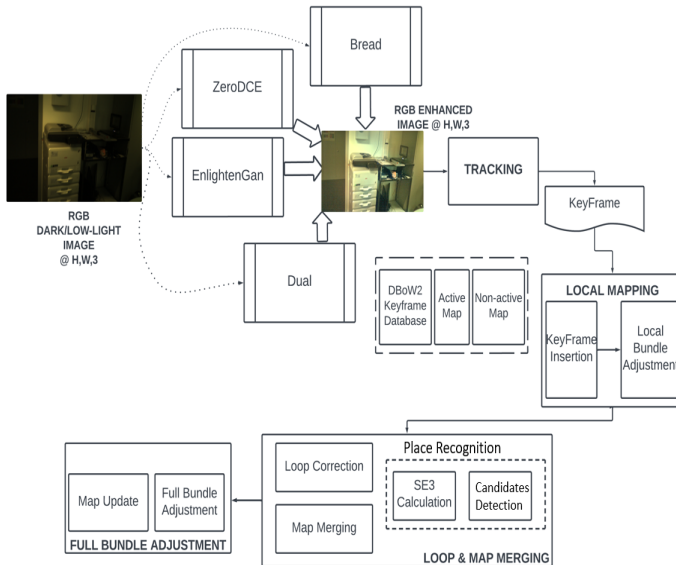 Bread
ZeroDCE
RGB ENHANCED
IMAGE @ H,W,3
EnlightenGan
TRACKING
KeyFrame
RGB
DARK/LOW-LIGHT
IMAGE
@ H,W,3
Dual
DBoW2
Keyframe
Database
Active
Map
Non-active
Map
LOCAL MAPPING
KeyFrame
Insertion
Local
Bundle
Adjustment
Place Recognition
Loop Correction
SE3
Calculation
Candidates
Detection
Map Merging
LOOP & MAP MERGING
Map Update
Full Bundle
Adjustment
FULL BUNDLE ADJUSTMENT